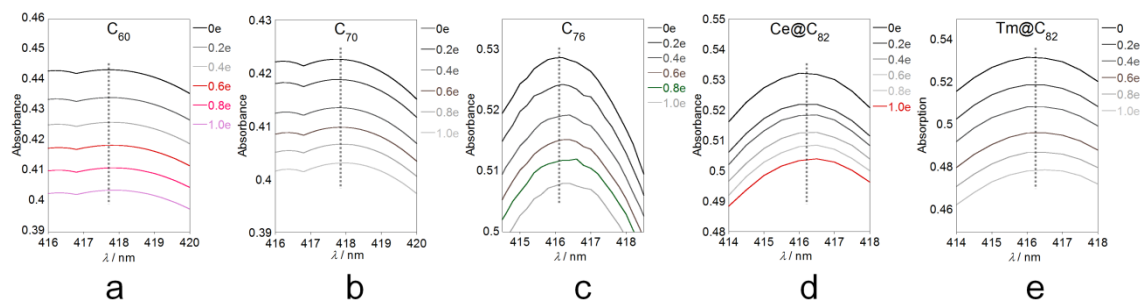 C60
Absorbance
0.46
0.45
0.44
0.43
0.42
0.41
0.4
0.39
416 417 418 419 420
λ / nm
0e
0.2e
0.4e
0.6e
0.8e
1.0e
a
C70
Absorbance
0.43
0.42
0.41
0.4
0.39
416 417 418 419 420
λ / nm
0e
0.2e
0.4e
0.6e
0.8e
1.0e
b
C76
Absorbance
0.53
0.52
0.51
0.5
415 416 417 418
λ / nm
0e
0.2e
0.4e
0.6e
0.8e
1.0e
c
Ce@C82
Absorbance
0.55
0.54
0.53
0.52
0.51
0.50
0.49
0.48
414 415 416 417 418
λ / nm
0e
0.2e
0.4e
0.6e
0.8e
1.0e
d
Tm@C82
Absorption
0.54
0.52
0.5
0.48
0.46
414 415 416 417 418
λ / nm
0
0.2e
0.4e
0.6e
0.8e
1.0e
e